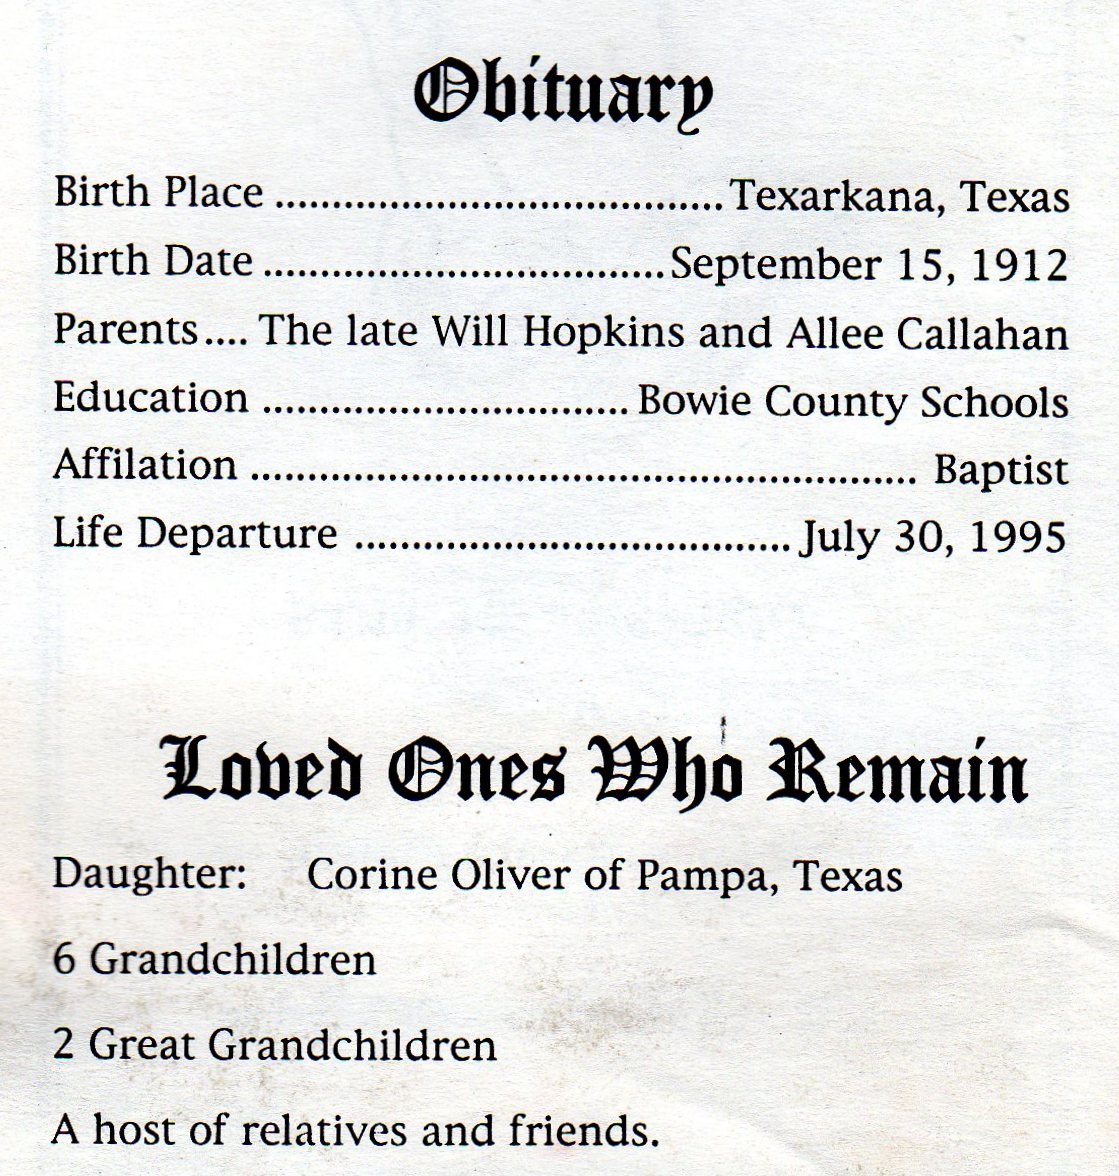 Obituary
Birth Place ....................................... Texarkana, Texas
Birth Date ................................... September 15, 1912
Parents .... The late Will Hopkins and Allee Callahan
Education ................................ Bowie County Schools
Affilation .......................................................... Baptist
Life Departure ...................................... July 30, 1995
Loved Ones Who Remain
Daughter: Corine Oliver of Pampa, Texas
6 Grandchildren
2 Great Grandchildren
A host of relatives and friends.